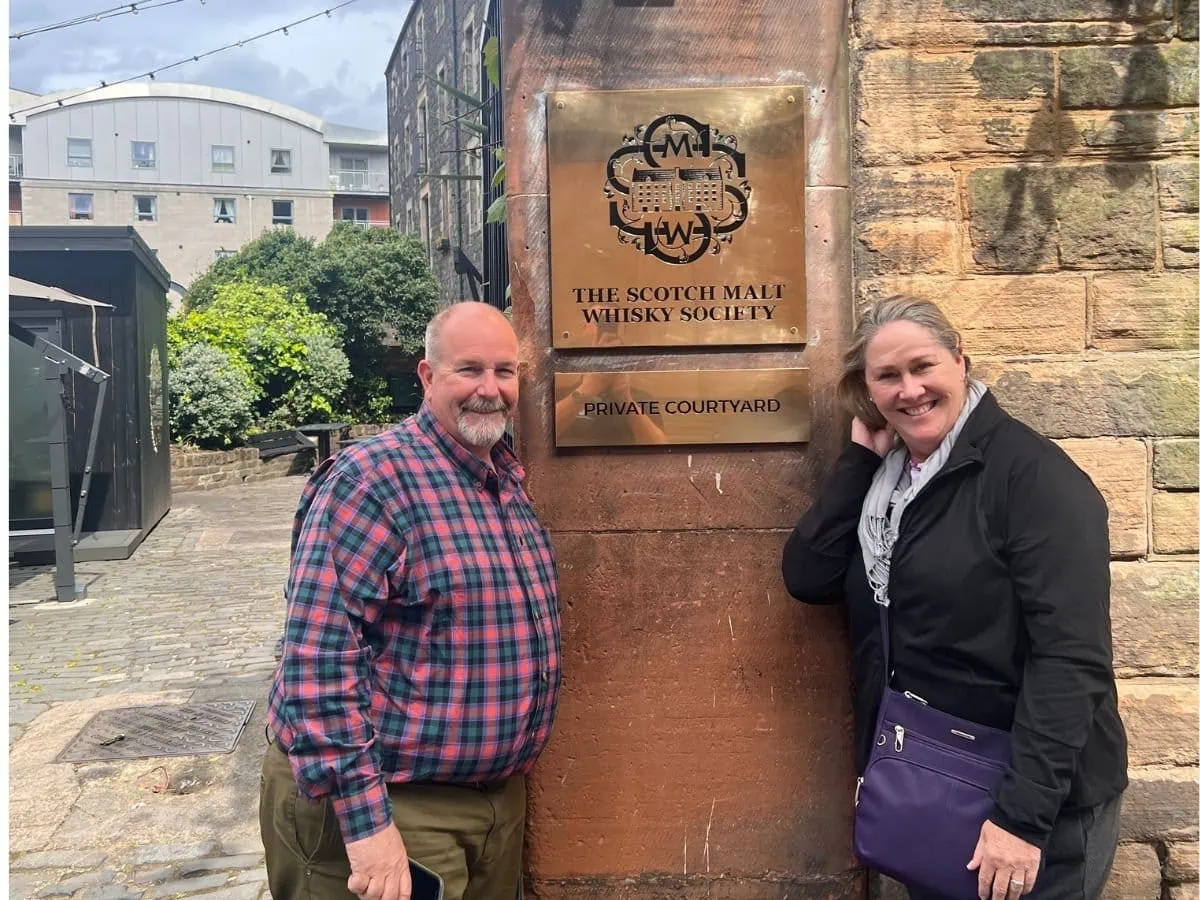 M
W
THE SCOTCH MALT
WHISKY SOCIETY
PRIVATE COURTYARD